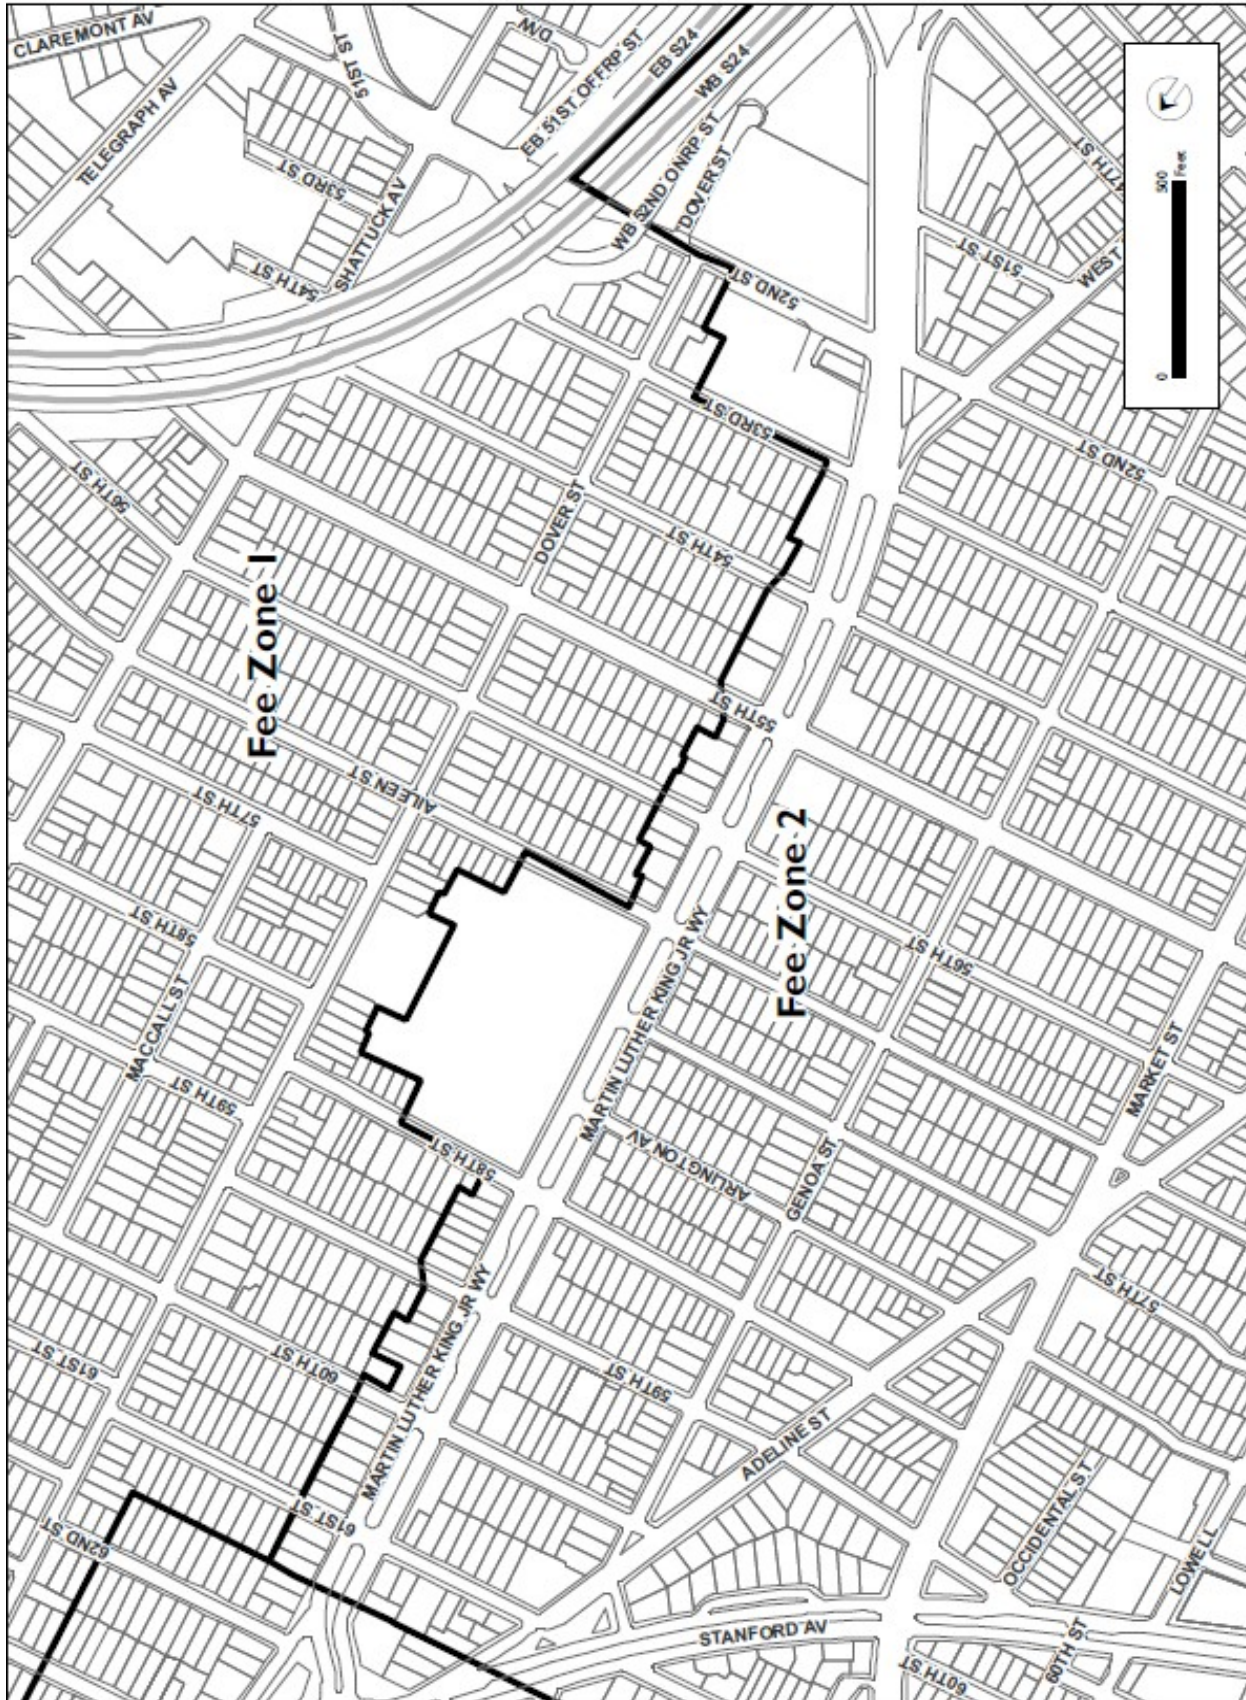 CLAREMONT AV
TELEGRAPH AV
51ST ST
EB 51ST OFFRP ST
EB S24
WB S24
53RD ST
SHATTUCK AV
54TH ST
WB 52ND ONRP ST
DOVER ST
52ND ST
47TH ST
51ST ST
WEST
56TH ST
53RD ST
52ND ST
DOVER ST
54TH ST
Fee Zone 1
55TH ST
AILEEN ST
57TH ST
58TH ST
MACCALL ST
59TH ST
Fee Zone 2
56TH ST
MARTIN LUTHER KING JR WY
ARLINGTON AV
GENOA ST
MARKET ST
58TH ST
57TH ST
MARTIN LUTHER KING JR WY
59TH ST
60TH ST
61ST ST
61ST ST
62ND ST
ADELINE ST
OCCIDENTAL ST
LOWELL
STANFORD AV
60TH ST
60TH ST
0
500
Feet